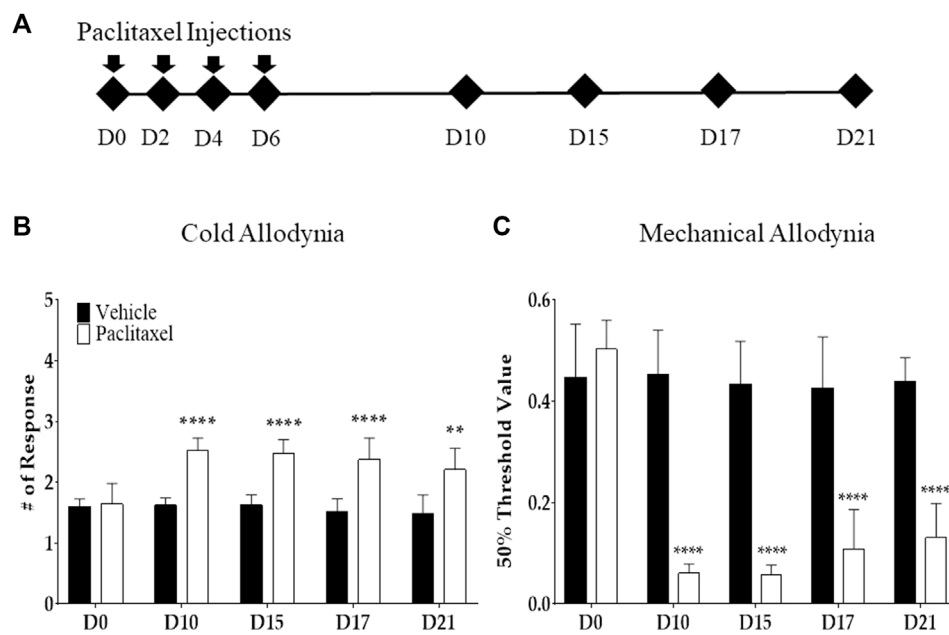 A
Paclitaxel Injections
D0 D2 D4 D6 D10 D15 D17 D21
B
Cold Allodynia
# of Response
5
4
3
2
1
0
Vehicle
Paclitaxel
**** **** **** **
D0 D10 D15 D17 D21
C
Mechanical Allodynia
50% Threshold Value
0.6
0.4
0.2
0.0
**** **** **** ****
D0 D10 D15 D17 D21